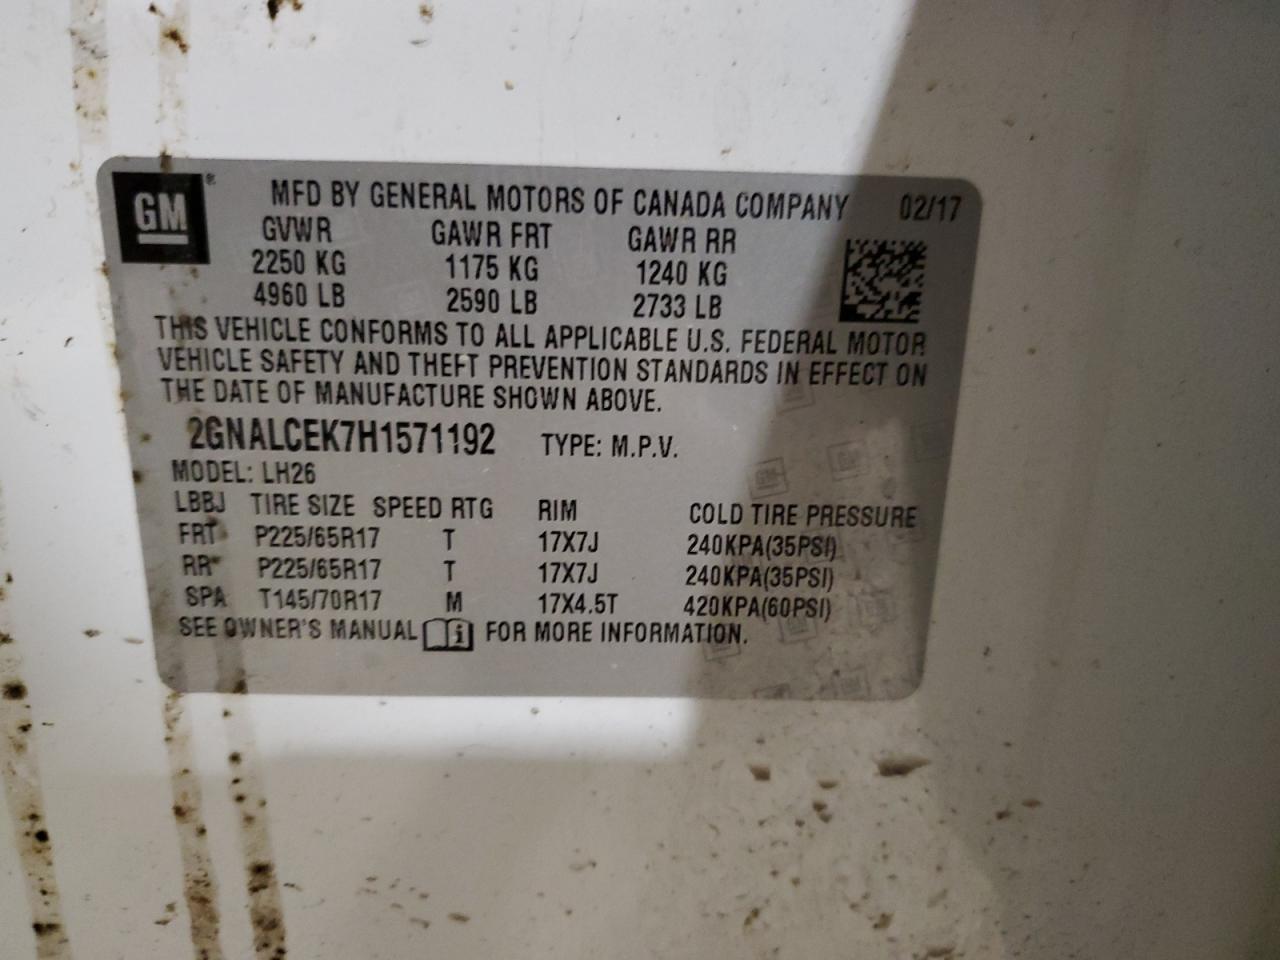 GM ® MFD BY GENERAL MOTORS OF CANADA COMPANY 02/17
GVWR GAWR FRT GAWR RR
2250 KG 1175 KG 1240 KG
4960 LB 2590 LB 2733 LB
THIS VEHICLE CONFORMS TO ALL APPLICABLE U.S. FEDERAL MOTOR
VEHICLE SAFETY AND THEFT PREVENTION STANDARDS IN EFFECT ON
THE DATE OF MANUFACTURE SHOWN ABOVE.
2GNALCEK7H1571192 TYPE: M.P.V.
MODEL: LH26
LBBJ TIRE SIZE SPEED RTG RIM COLD TIRE PRESSURE
FRT P225/65R17 T 17X7J 240KPA(35PSI)
RR P225/65R17 T 17X7J 240KPA(35PSI)
SPA T145/70R17 M 17X4.5T 420KPA(60PSI)
SEE OWNER'S MANUAL FOR MORE INFORMATION.